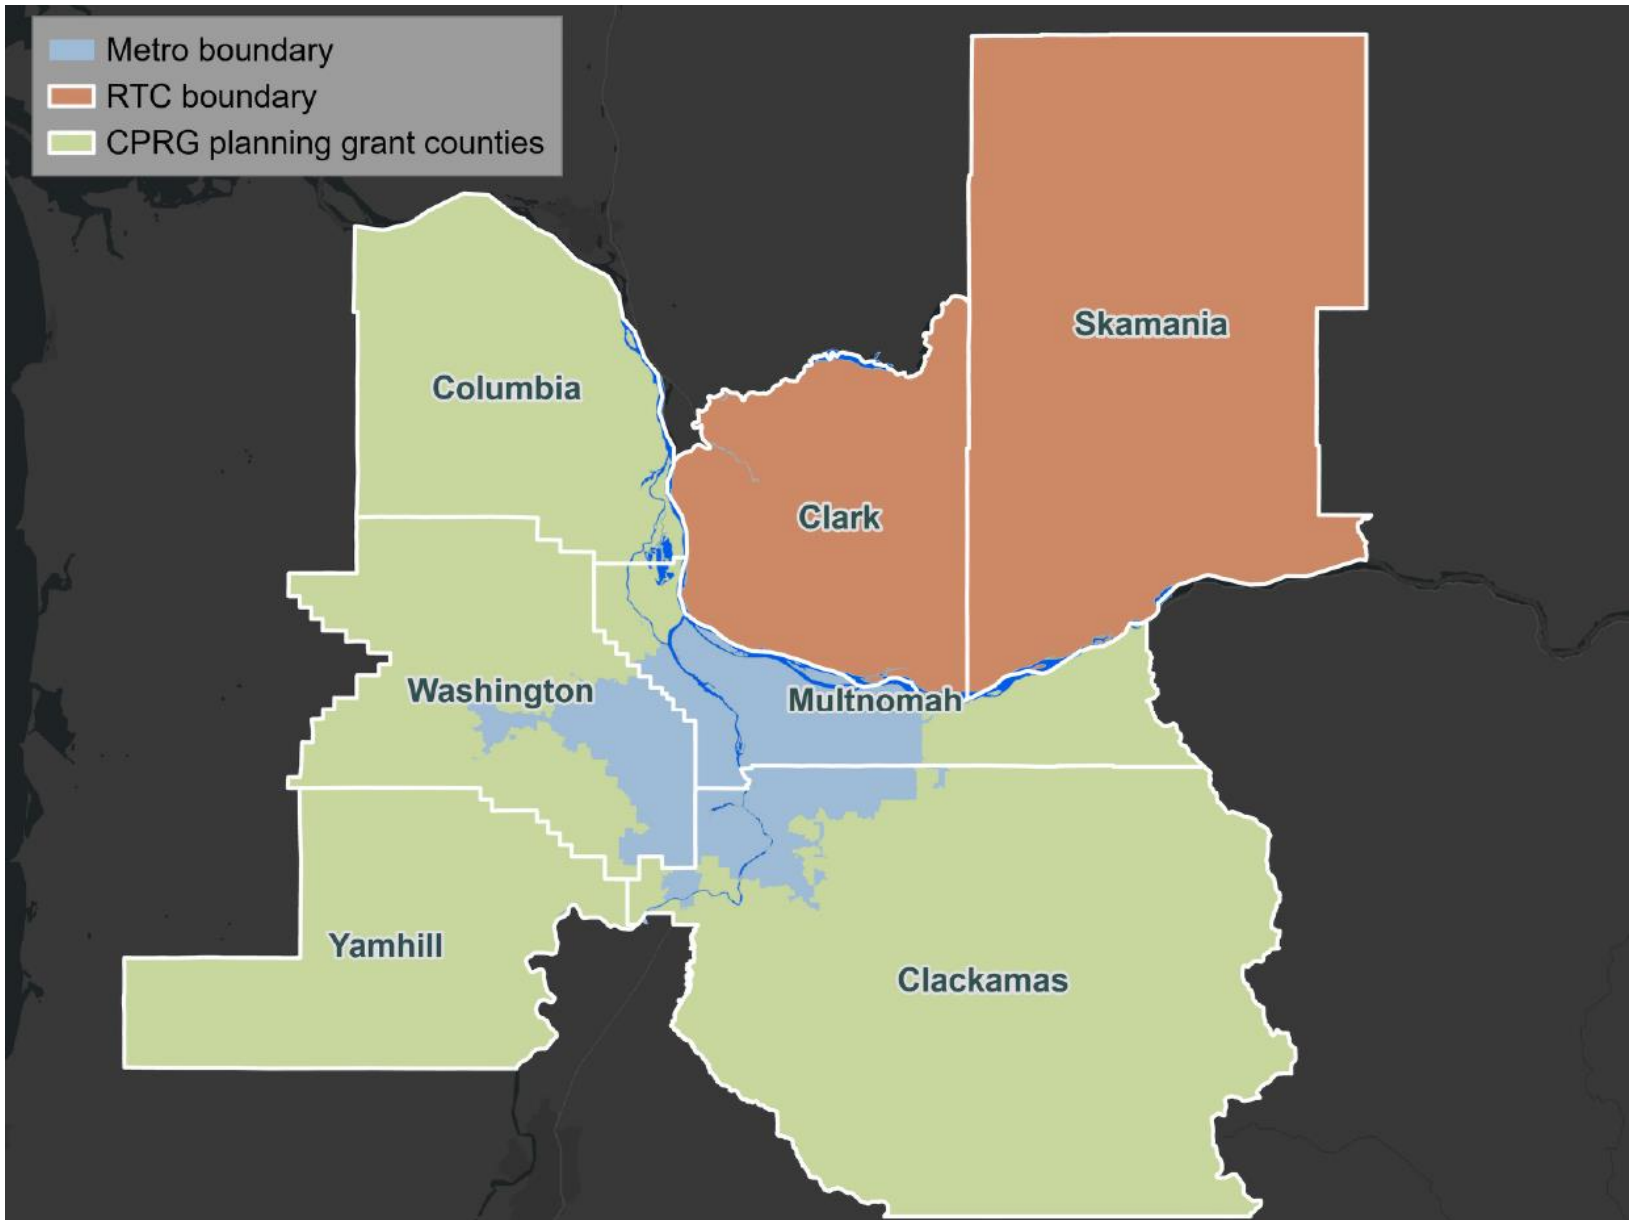 Metro boundary
RTC boundary
CPRG planning grant counties
Skamania
Columbia
Clark
Washington
Multnomah
Yamhill
Clackamas